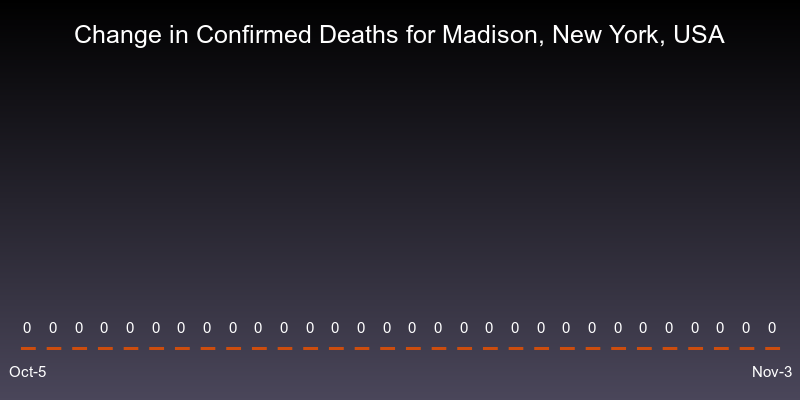 Change in Confirmed Deaths for Madison, New York, USA
0 0 0 0 0 0 0 0 0 0 0 0 0 0 0 0 0 0 0 0 0 0 0 0 0 0 0 0 0 0
Oct-5 Nov-3